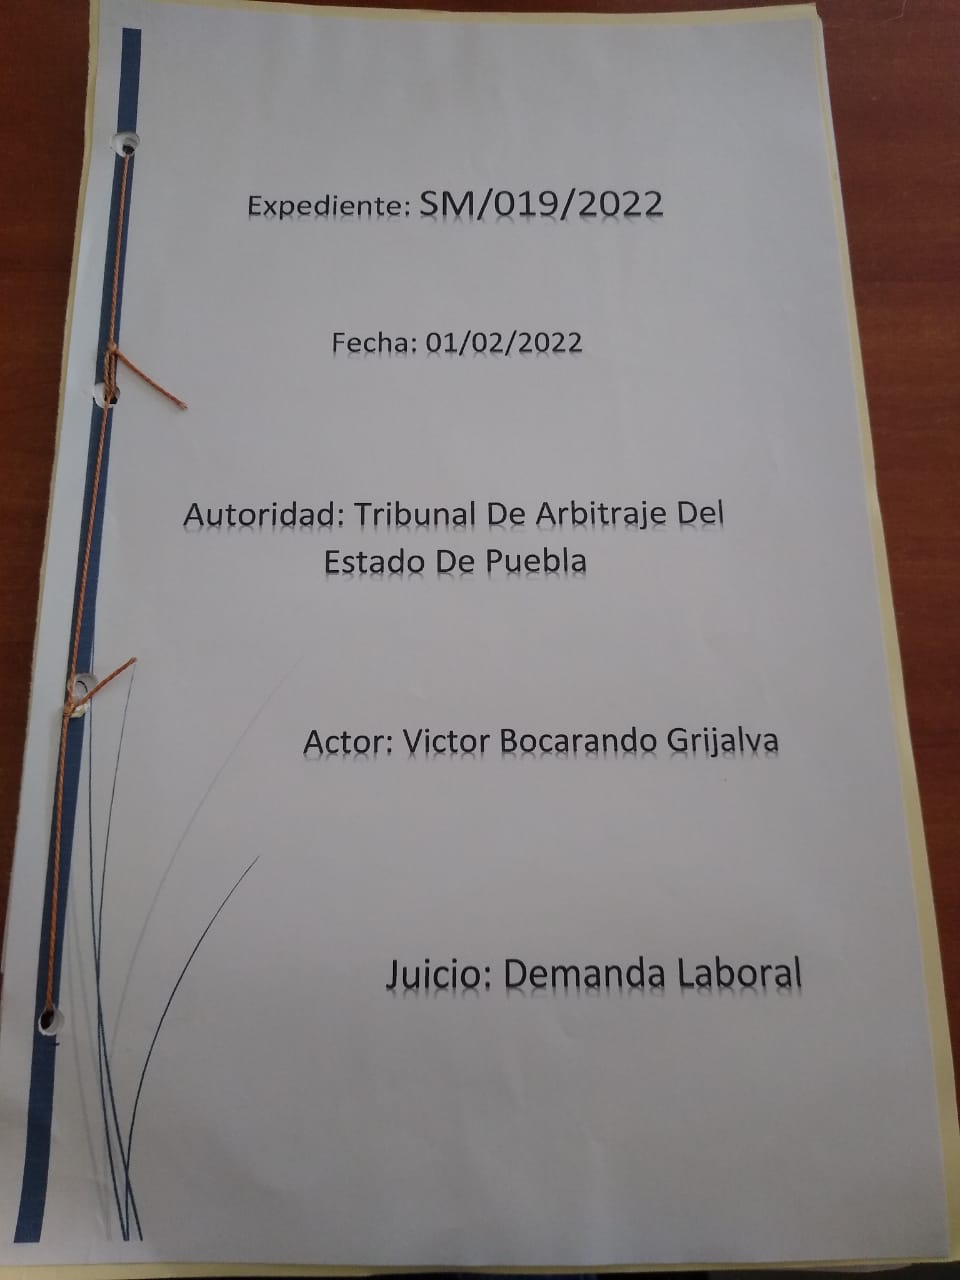 Expediente: SM/019/2022
Fecha: 01/02/2022
Autoridad: Tribunal De Arbitraje Del
Estado De Puebla
Actor: Victor Bocarando Grijalva
Juicio: Demanda Laboral